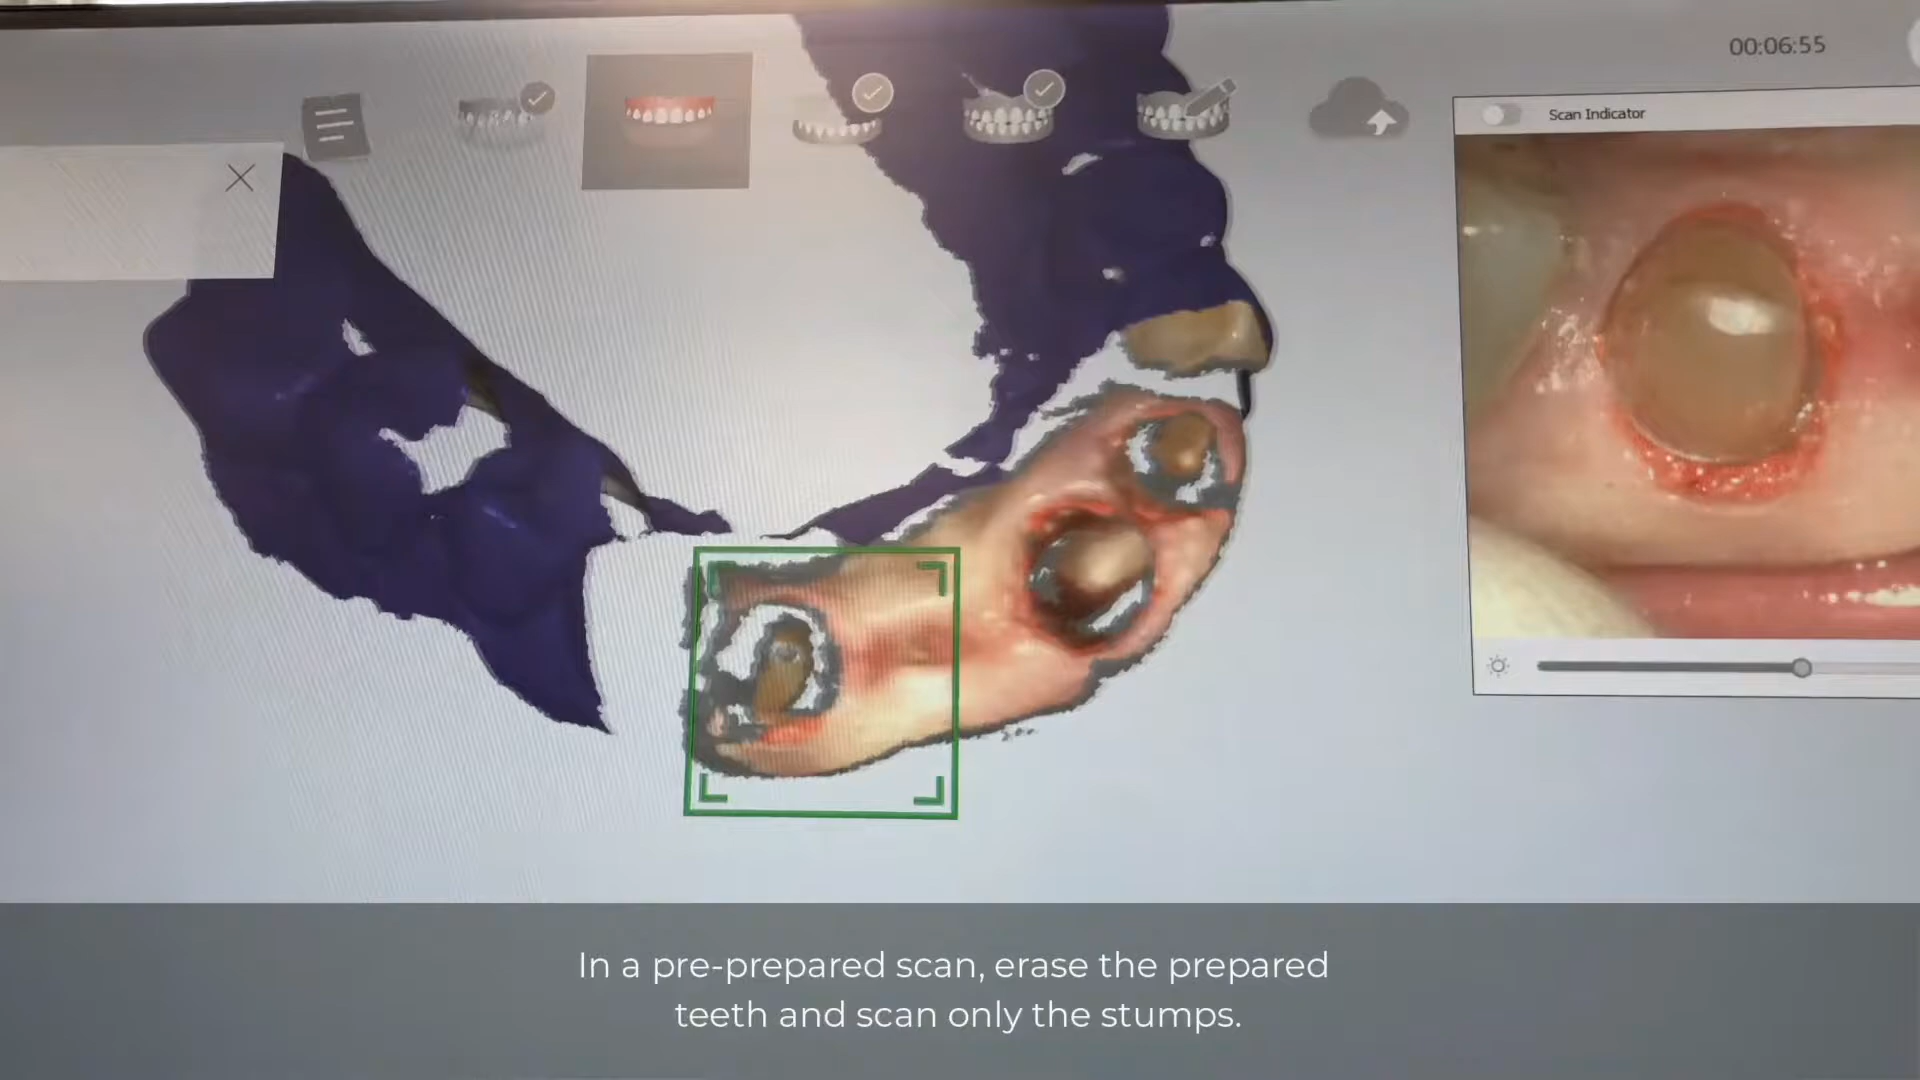 00:06:55
Scan Indicator
In a pre-prepared scan, erase the prepared
teeth and scan only the stumps.